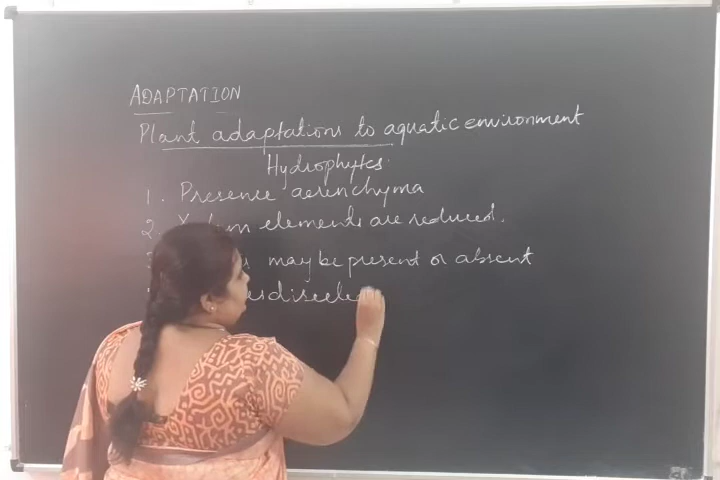 ADAPTATION
Plant adaptations to aquatic environment
Hydrophytes.
1. Presence aerenchyma
2. elements are reduced.
may be present or absent